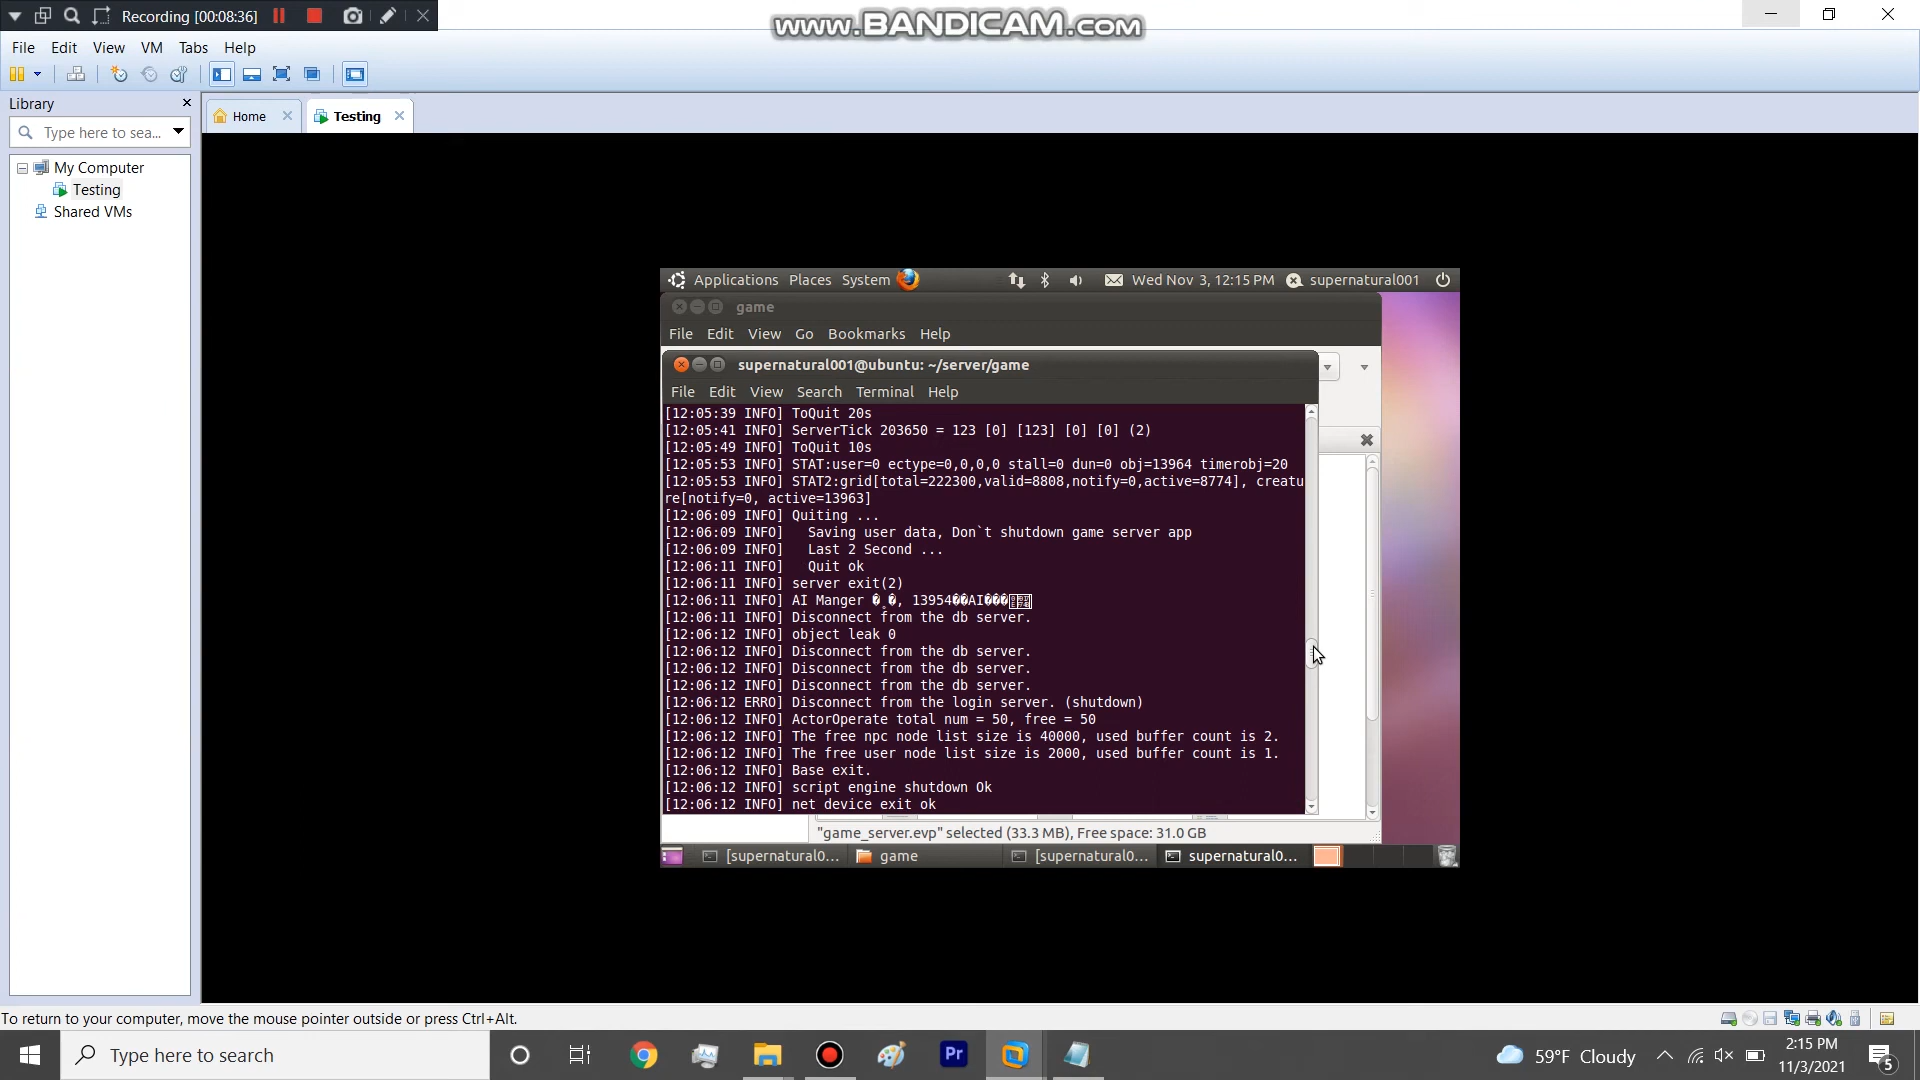 Recording [00:08:36]
www.BANDICAM.com
File Edit View VM Tabs Help
Library
Home
Testing
Type here to sea...
My Computer
Testing
Shared VMs
Applications Places System
Wed Nov 3, 12:15 PM
supernatural001
game
File Edit View Go Bookmarks Help
supernatural001@ubuntu: ~/server/game
File Edit View Search Terminal Help
[12:05:39 INFO] ToQuit 20s
[12:05:41 INFO] ServerTick 203650 = 123 [0] [123] [0] [0] (2)
[12:05:49 INFO] ToQuit 10s
[12:05:53 INFO] STAT:user=0 ectype=0,0,0,0 stall=0 dun=0 obj=13964 timerobj=20
[12:05:53 INFO] STAT2:grid[total=222300,valid=8808,notify=0,active=8774], creatu
re[notify=0, active=13963]
[12:06:09 INFO] Quiting ...
[12:06:09 INFO]   Saving user data, Don`t shutdown game server app
[12:06:09 INFO]   Last 2 Second ...
[12:06:11 INFO]   Quit ok
[12:06:11 INFO] server exit(2)
[12:06:11 INFO] AI Manger �˳�, 13954��AI���
[12:06:11 INFO] Disconnect from the db server.
[12:06:12 INFO] object leak 0
[12:06:12 INFO] Disconnect from the db server.
[12:06:12 INFO] Disconnect from the db server.
[12:06:12 INFO] Disconnect from the db server.
[12:06:12 ERRO] Disconnect from the login server. (shutdown)
[12:06:12 INFO] ActorOperate total num = 50, free = 50
[12:06:12 INFO] The free npc node list size is 40000, used buffer count is 2.
[12:06:12 INFO] The free user node list size is 2000, used buffer count is 1.
[12:06:12 INFO] Base exit.
[12:06:12 INFO] script engine shutdown Ok
[12:06:12 INFO] net device exit ok
"game_server.evp" selected (33.3 MB), Free space: 31.0 GB
[supernatural0...
game
[supernatural0...
supernatural0...
To return to your computer, move the mouse pointer outside or press Ctrl+Alt.
Type here to search
Pr
59°F Cloudy
2:15 PM
11/3/2021
5